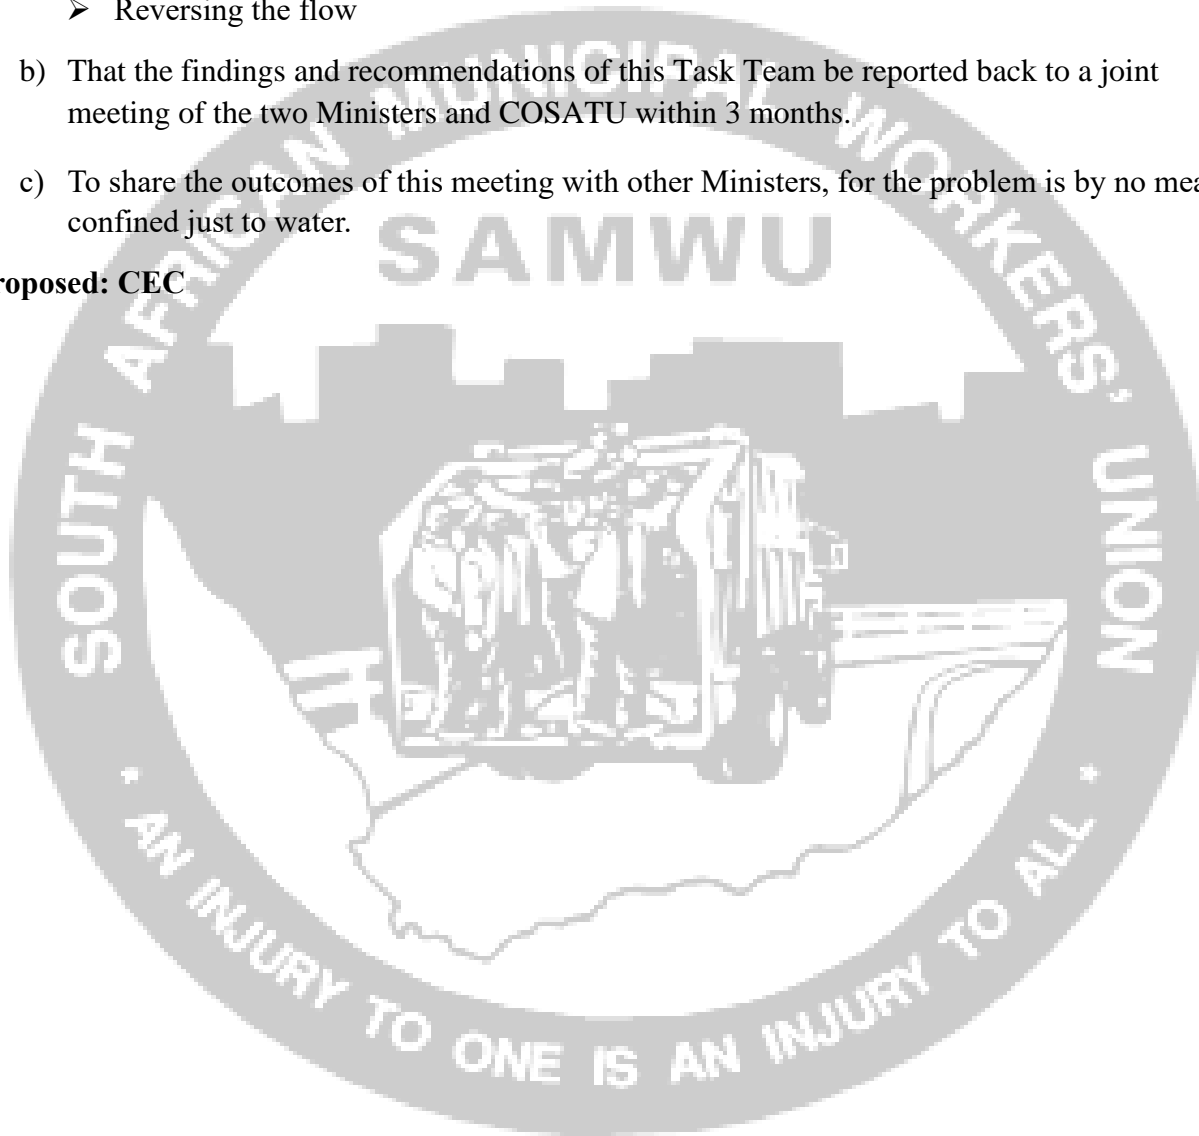 ➢ Reversing the flow
b) That the findings and recommendations of this Task Team be reported back to a joint
meeting of the two Ministers and COSATU within 3 months.
c) To share the outcomes of this meeting with other Ministers, for the problem is by no
confined just to water.
CEC
SOUTH AFRICAN MUNICIPAL WORKERS' UNION
SAMWU
• AN INJURY TO ONE IS AN INJURY TO ALL •